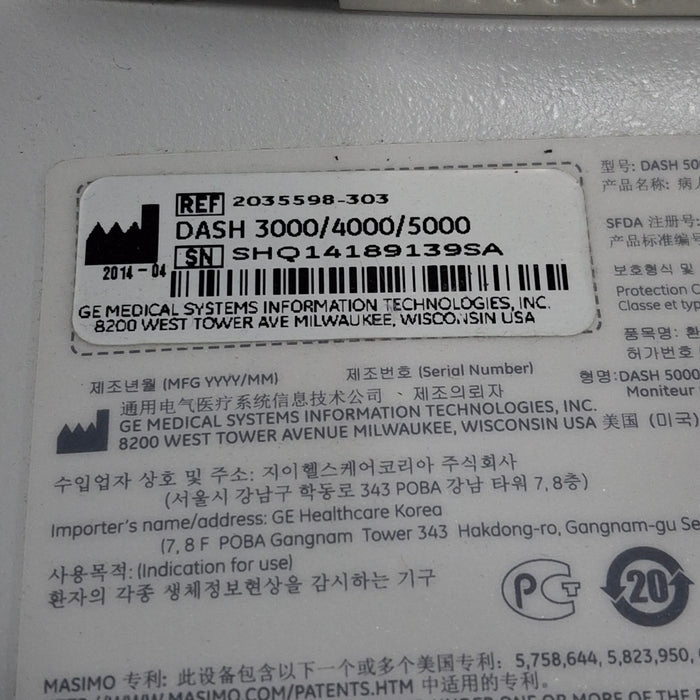 REF 2035598-303
DASH 3000/4000/5000
SN SHQ14189139SA
2014-04
GE MEDICAL SYSTEMS INFORMATION TECHNOLOGIES, INC.
8200 WEST TOWER AVE MILWAUKEE, WISCONSIN USA
型号: DASH 50
产品名称: 病
SFDA 注册号:
产品标准编号
보호형식 및
Protection C
Classe et typ
품목명: 환
허가번호
형명:DASH 5000
Moniteur
제조년월 (MFG YYYY/MM)
제조번호 (Serial Number)
通用电气医疗系统信息技术公司 、 제조의뢰자
GE MEDICAL SYSTEMS INFORMATION TECHNOLOGIES, INC.
8200 WEST TOWER AVENUE MILWAUKEE, WISCONSIN USA 美国 (미국)
수입업자 상호 및 주소: 지이헬스케어코리아 주식회사
(서울시 강남구 학동로 343 POBA 강남 타워 7, 8층)
Importer's name/address: GE Healthcare Korea
(7, 8 F POBA Gangnam Tower 343 Hakdong-ro, Gangnam-gu Se
사용목적: (Indication for use)
환자의 각종 생체정보현상을 감시하는 기구
PCT
20
MASIMO 专利: 此设备包含以下一个或多个美国专利: 5,758,644, 5,823,950,
HTTP://WWW.MASIMO.COM/PATENTS.HTM 中适用的专利.
ONE OR MORE OF THE